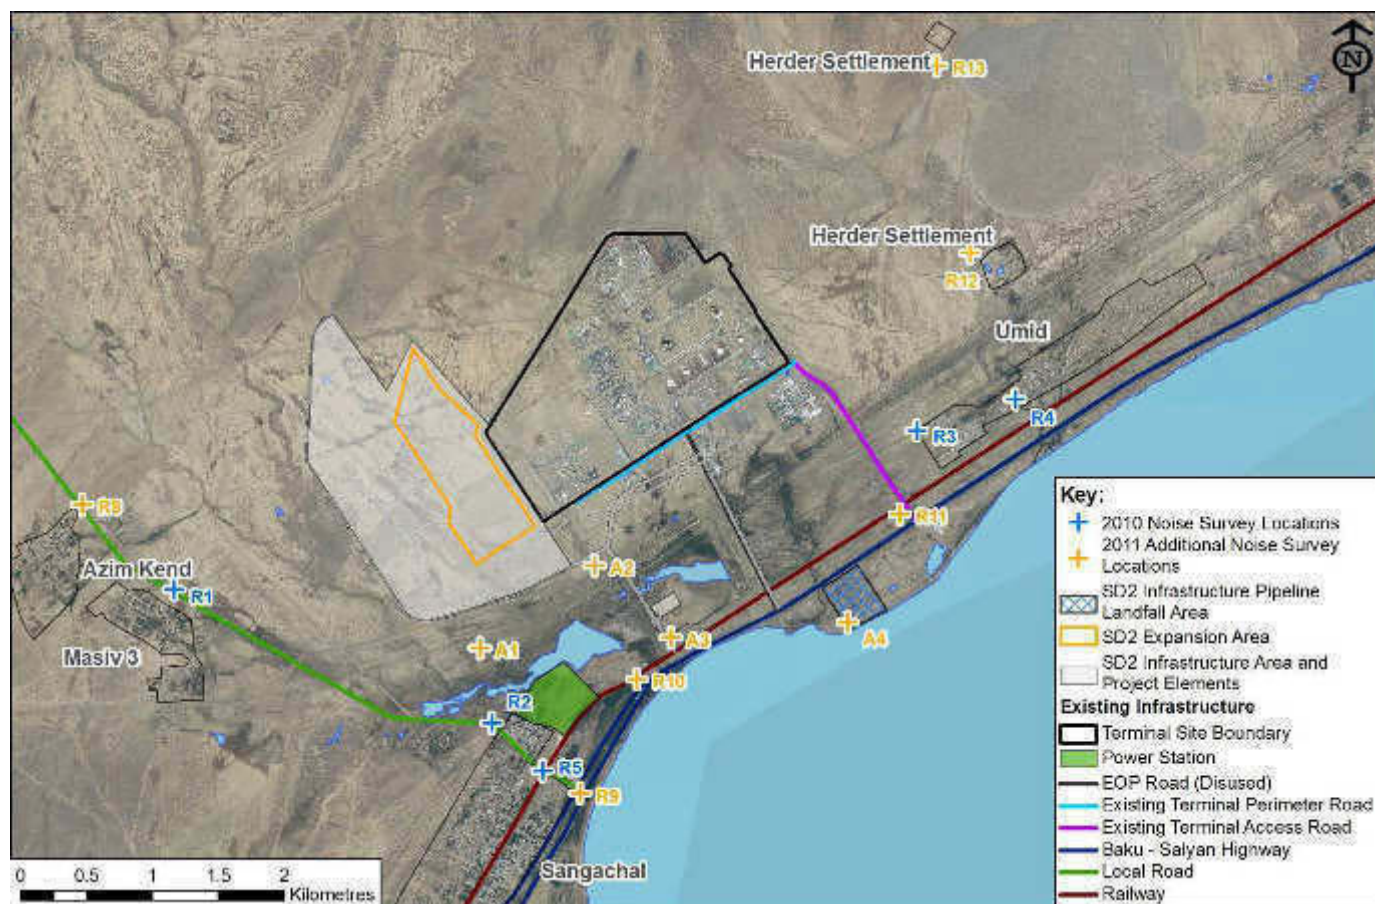 Herder Settlement
R13
N
Herder Settlement
R12
Umid
R4
R3
R11
R8
Azim Kend
R1
Masiv 3
A2
A1
A3
A4
R10
R2
R5
R9
Sangachal
0 0.5 1 1.5 2
Kilometres
Key:
2010 Noise Survey Locations
2011 Additional Noise Survey
Locations
SD2 Infrastructure Pipeline
Landfall Area
SD2 Expansion Area
SD2 Infrastructure Area and
Project Elements
Existing Infrastructure
Terminal Site Boundary
Power Station
EOP Road (Disused)
Existing Terminal Perimeter Road
Existing Terminal Access Road
Baku - Salyan Highway
Local Road
Railway